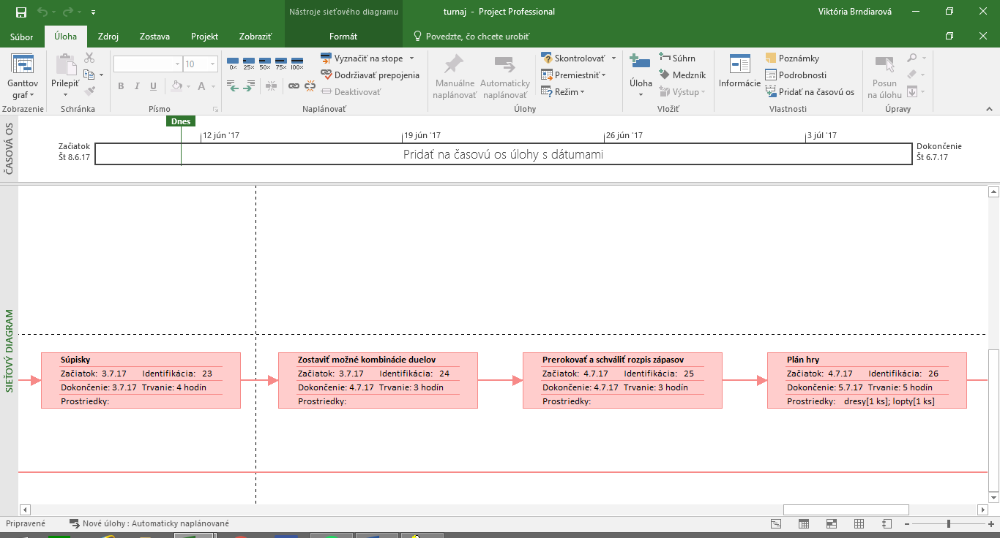 Nástroje sieťového diagramu
turnaj - Project Professional
Viktória Brndiarová
Súbor
Úloha
Zdroj
Zostava
Projekt
Zobraziť
Formát
Povedzte, čo chcete urobiť
Ganttov graf
Zobrazenie
Prilepiť
Schránka
10
B I U A
Písmo
0% 25% 50% 75% 100%
Vyznačiť na stope
Dodržiavať prepojenia
Deaktivovať
Naplánovať
Manuálne naplánovať
Automaticky naplánovať
Skontrolovať
Premiestniť
Režim
Úlohy
Úloha
Súhrn
Medzník
Výstup
Vložiť
Informácie
Poznámky
Podrobnosti
Pridať na časovú os
Vlastnosti
Posun na úlohu
Úpravy
ČASOVÁ OS
Dnes
12 jún '17
19 jún '17
26 jún '17
3 júl '17
Začiatok
Št 8.6.17
Pridať na časovú os úlohy s dátumami
Dokončenie
Št 6.7.17
SIEŤOVÝ DIAGRAM
Súpisky
Začiatok: 3.7.17 Identifikácia: 23
Dokončenie: 3.7.17 Trvanie: 4 hodín
Prostriedky:
Zostaviť možné kombinácie duelov
Začiatok: 3.7.17 Identifikácia: 24
Dokončenie: 4.7.17 Trvanie: 3 hodín
Prostriedky:
Prerokovať a schváliť rozpis zápasov
Začiatok: 4.7.17 Identifikácia: 25
Dokončenie: 4.7.17 Trvanie: 3 hodín
Prostriedky:
Plán hry
Začiatok: 4.7.17 Identifikácia: 26
Dokončenie: 5.7.17 Trvanie: 5 hodín
Prostriedky: dresy[1 ks]; lopty[1 ks]
Pripravené
Nové úlohy : Automaticky naplánované